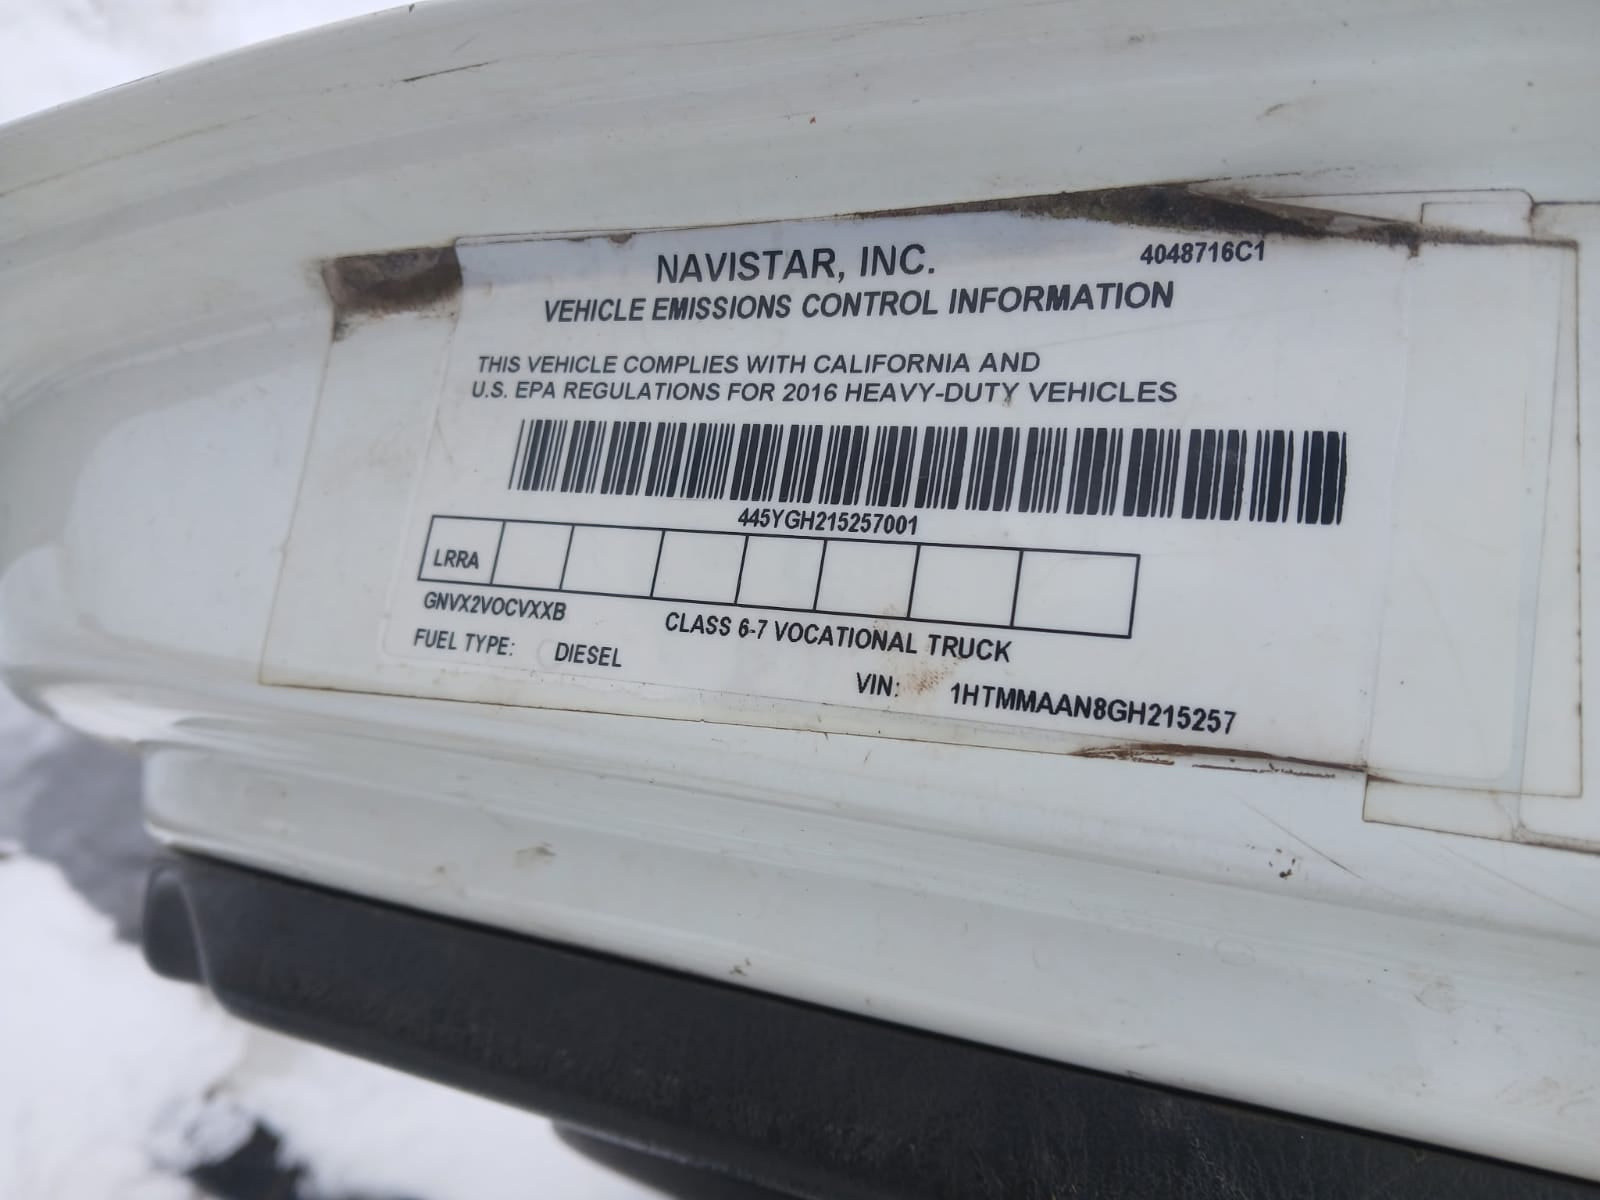 NAVISTAR, INC.
4048716C1
VEHICLE EMISSIONS CONTROL INFORMATION
THIS VEHICLE COMPLIES WITH CALIFORNIA AND
U.S. EPA REGULATIONS FOR 2016 HEAVY-DUTY VEHICLES
445YGH215257001
LRRA
GNVX2VOCVXXB
CLASS 6-7 VOCATIONAL TRUCK
FUEL TYPE: DIESEL
VIN: 1HTMMAAN8GH215257